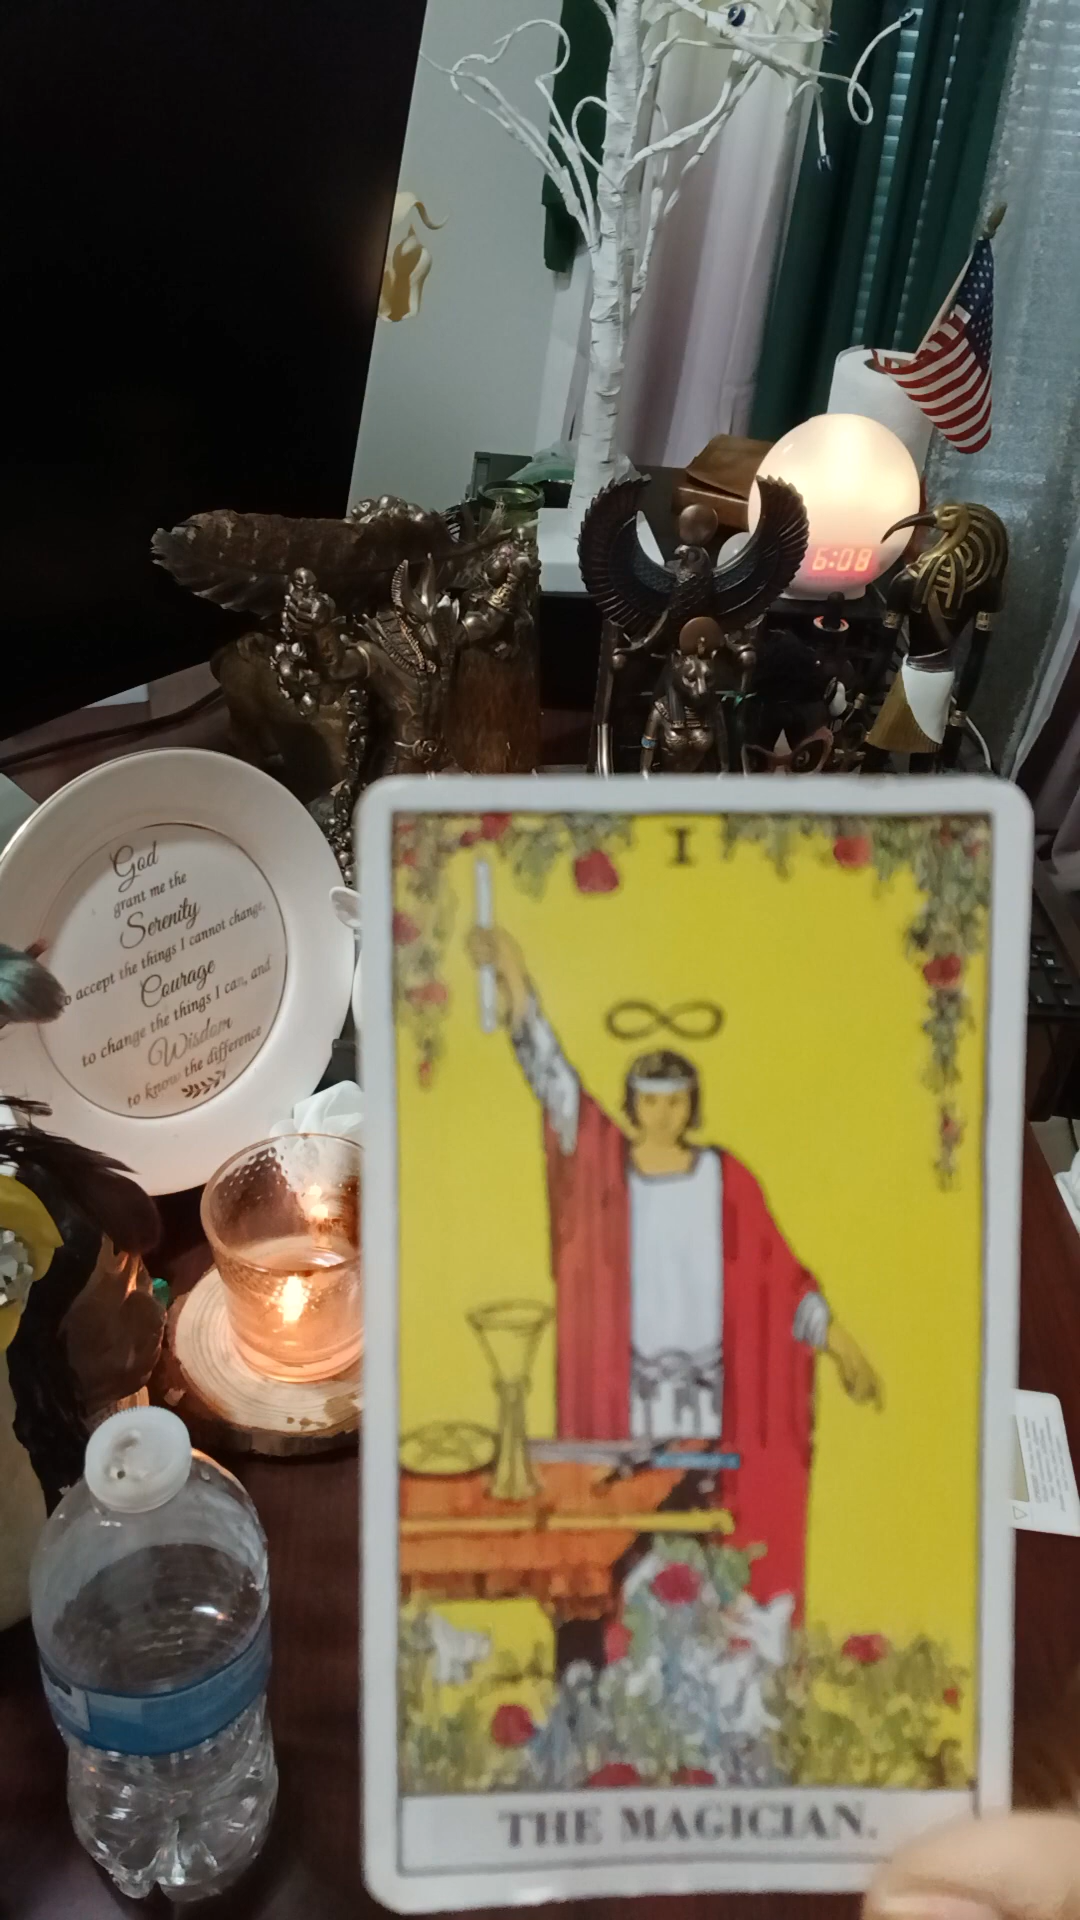 6:08
God
grant me the
Serenity
to accept the things I cannot change,
Courage
to change the things I can, and
Wisdom
to know the difference
I
THE MAGICIAN.